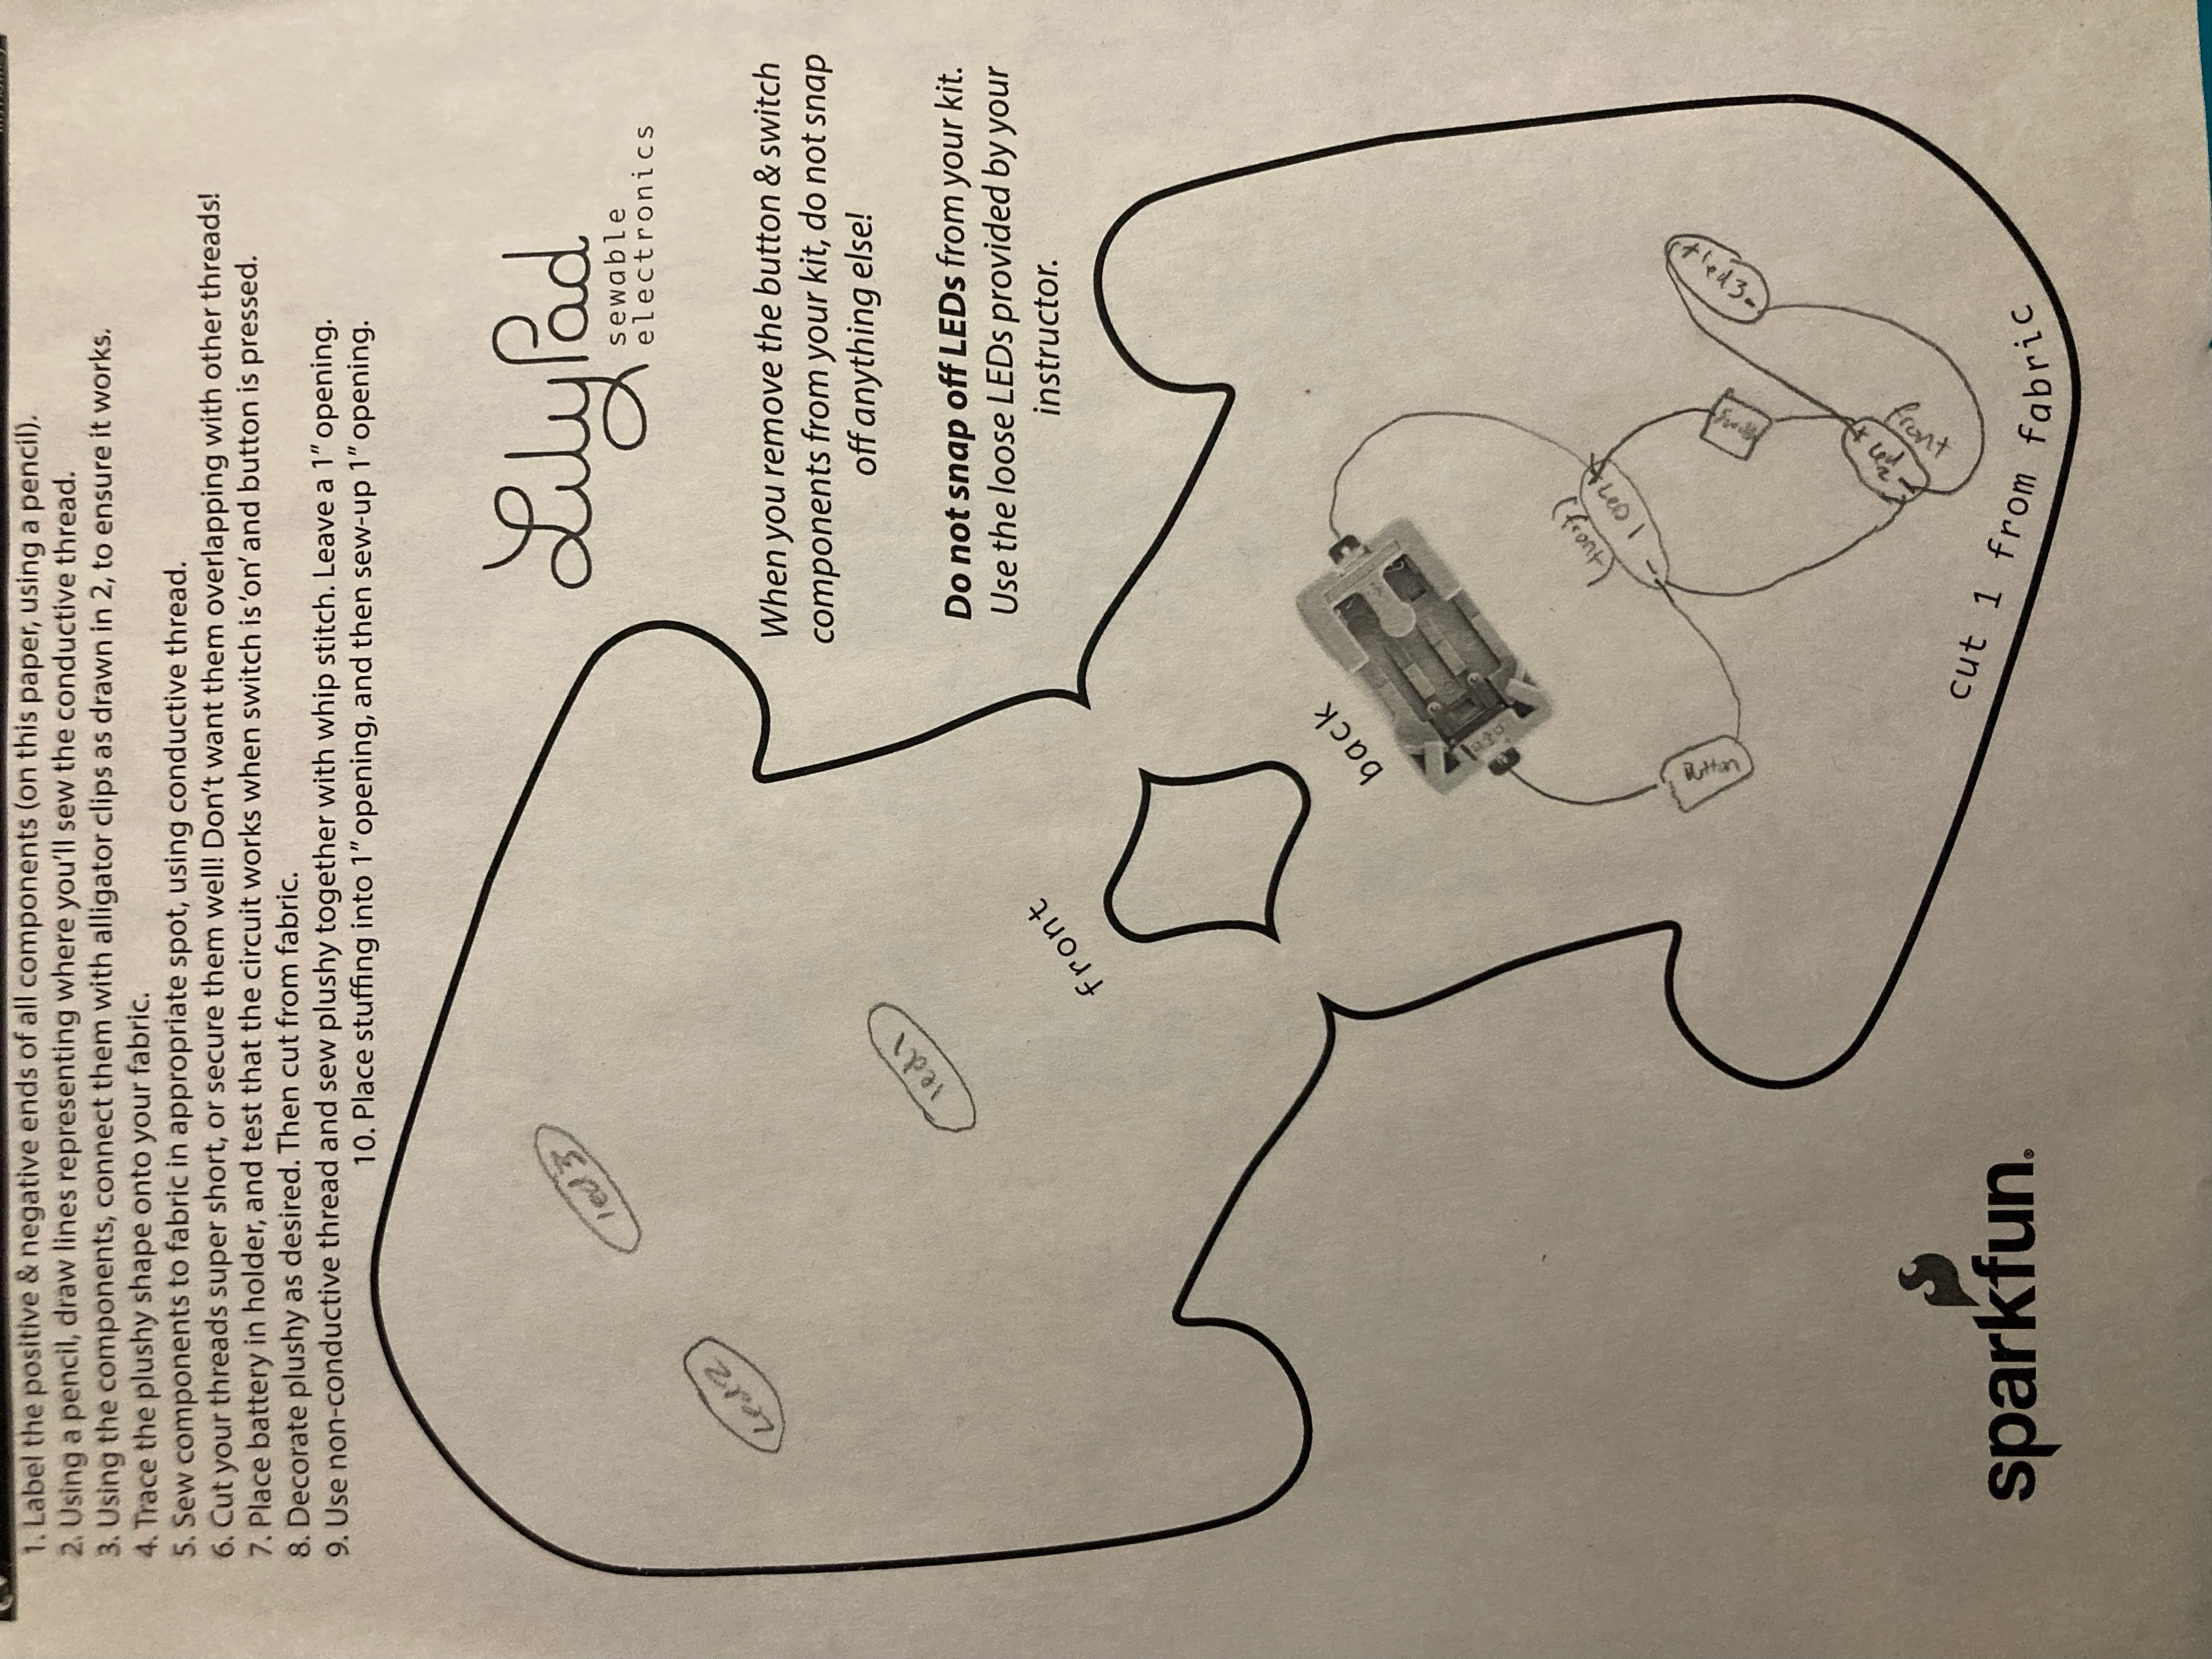 1. Label the positive & negative ends of all components (on this paper, using a pencil).
2. Using a pencil, draw lines representing where you'll sew the conductive thread.
3. Using the components, connect them with alligator clips as drawn in 2, to ensure it works.
4. Trace the plushy shape onto your fabric.
5. Sew components to fabric in appropriate spot, using conductive thread.
6. Cut your threads super short, or secure them well! Don't want them overlapping with other threads!
7. Place battery in holder, and test that the circuit works when switch is 'on' and button is pressed.
8. Decorate plushy as desired. Then cut from fabric.
9. Use non-conductive thread and sew plushy together with whip stitch. Leave a 1" opening.
10. Place stuffing into 1" opening, and then sew-up 1" opening.
LilyPad
sewable
electronics
led3
Led2
led1
When you remove the button & switch
components from your kit, do not snap
off anything else!
Do not snap off LEDs from your kit.
Use the loose LEDs provided by your
instructor.
front
back
(front)
+ LED 1 -
Button
+ led3 -
+ Led 2 -
front
cut 1 from fabric
sparkfun